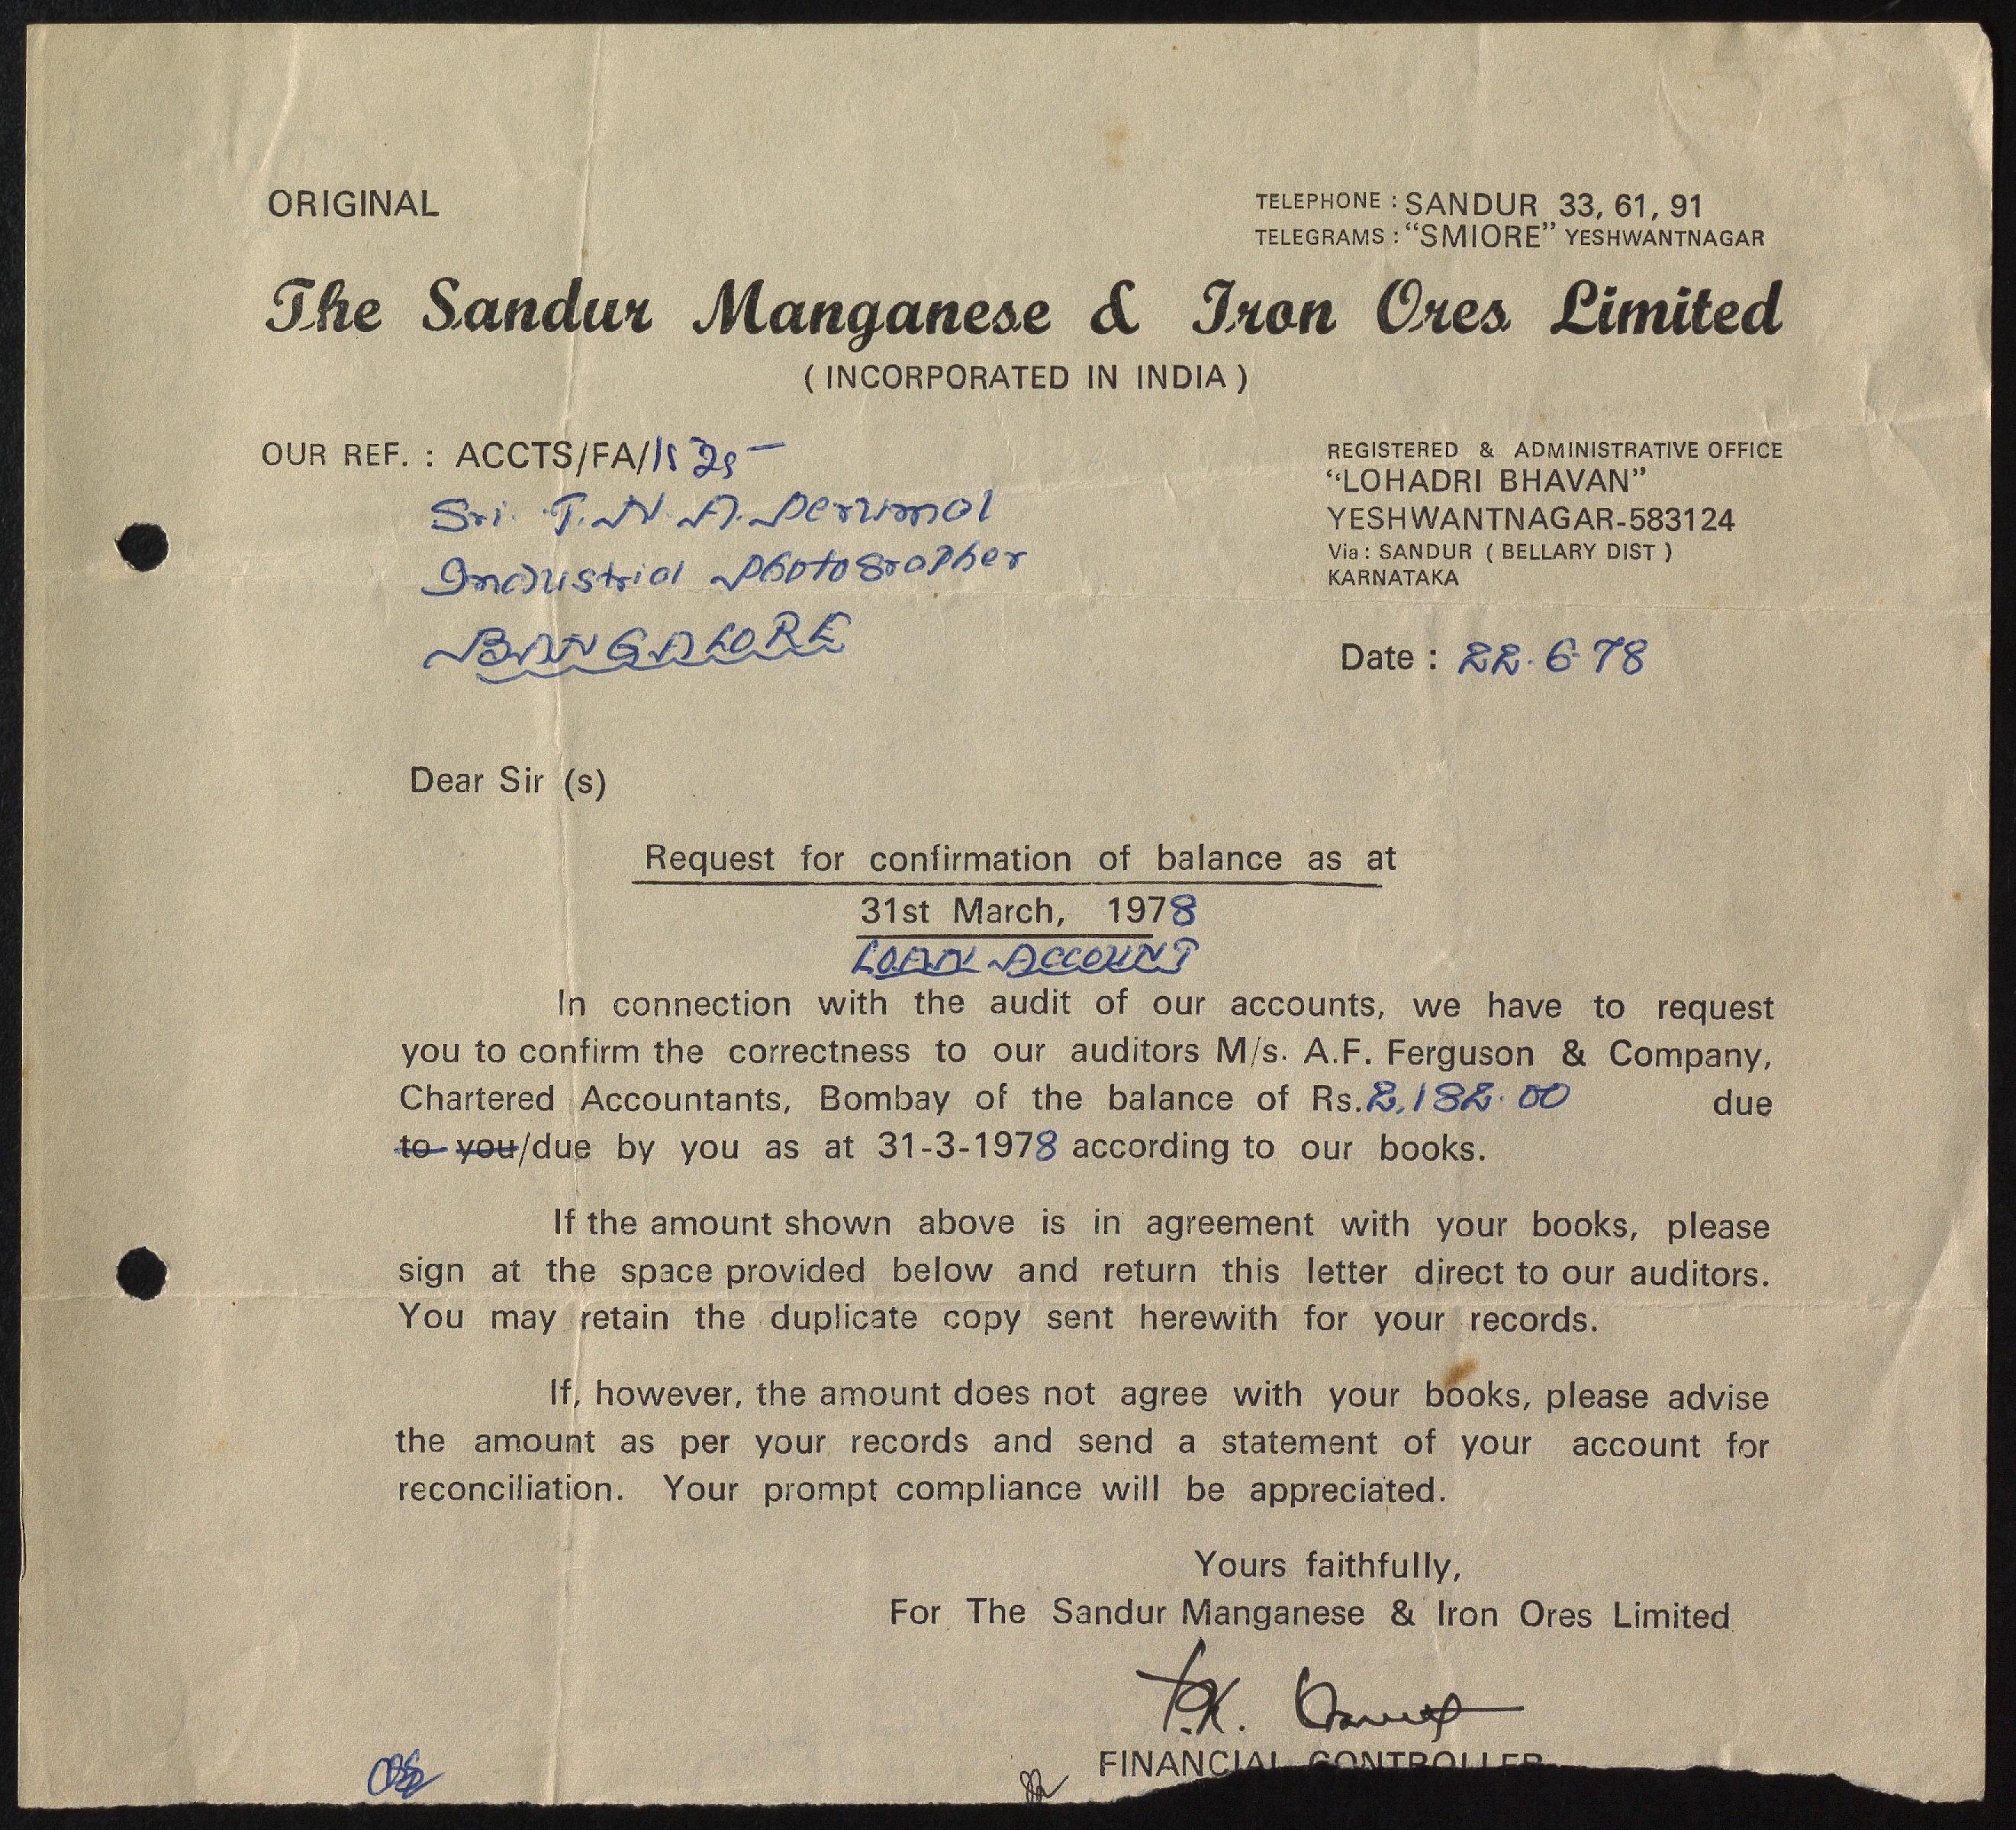 ORIGINAL
TELEPHONE : SANDUR 33, 61, 91
TELEGRAMS : “SMIORE” YESHWANTNAGAR
The Sandur Manganese & Iron Ores Limited
( INCORPORATED IN INDIA )
OUR REF. : ACCTS/FA/
Sri. T. N. A. Perumal
Industrial Photographer
BANGALORE
REGISTERED & ADMINISTRATIVE OFFICE
“LOHADRI BHAVAN”
YESHWANTNAGAR-583124
Via : SANDUR ( BELLARY DIST )
KARNATAKA
Date : 22. 6. 78
Dear Sir (s)
Request for confirmation of balance as at
31st March, 1978
LOAN ACCOUNT
In connection with the audit of our accounts, we have to request
you to confirm the correctness to our auditors M/s. A.F. Ferguson & Company,
Chartered Accountants, Bombay of the balance of Rs. 2,182.00 due
to you/due by you as at 31-3-1978 according to our books.
If the amount shown above is in agreement with your books, please
sign at the space provided below and return this letter direct to our auditors.
You may retain the duplicate copy sent herewith for your records.
If, however, the amount does not agree with your books, please advise
the amount as per your records and send a statement of your account for
reconciliation. Your prompt compliance will be appreciated.
Yours faithfully,
For The Sandur Manganese & Iron Ores Limited
FINANCIAL CONTROLLER